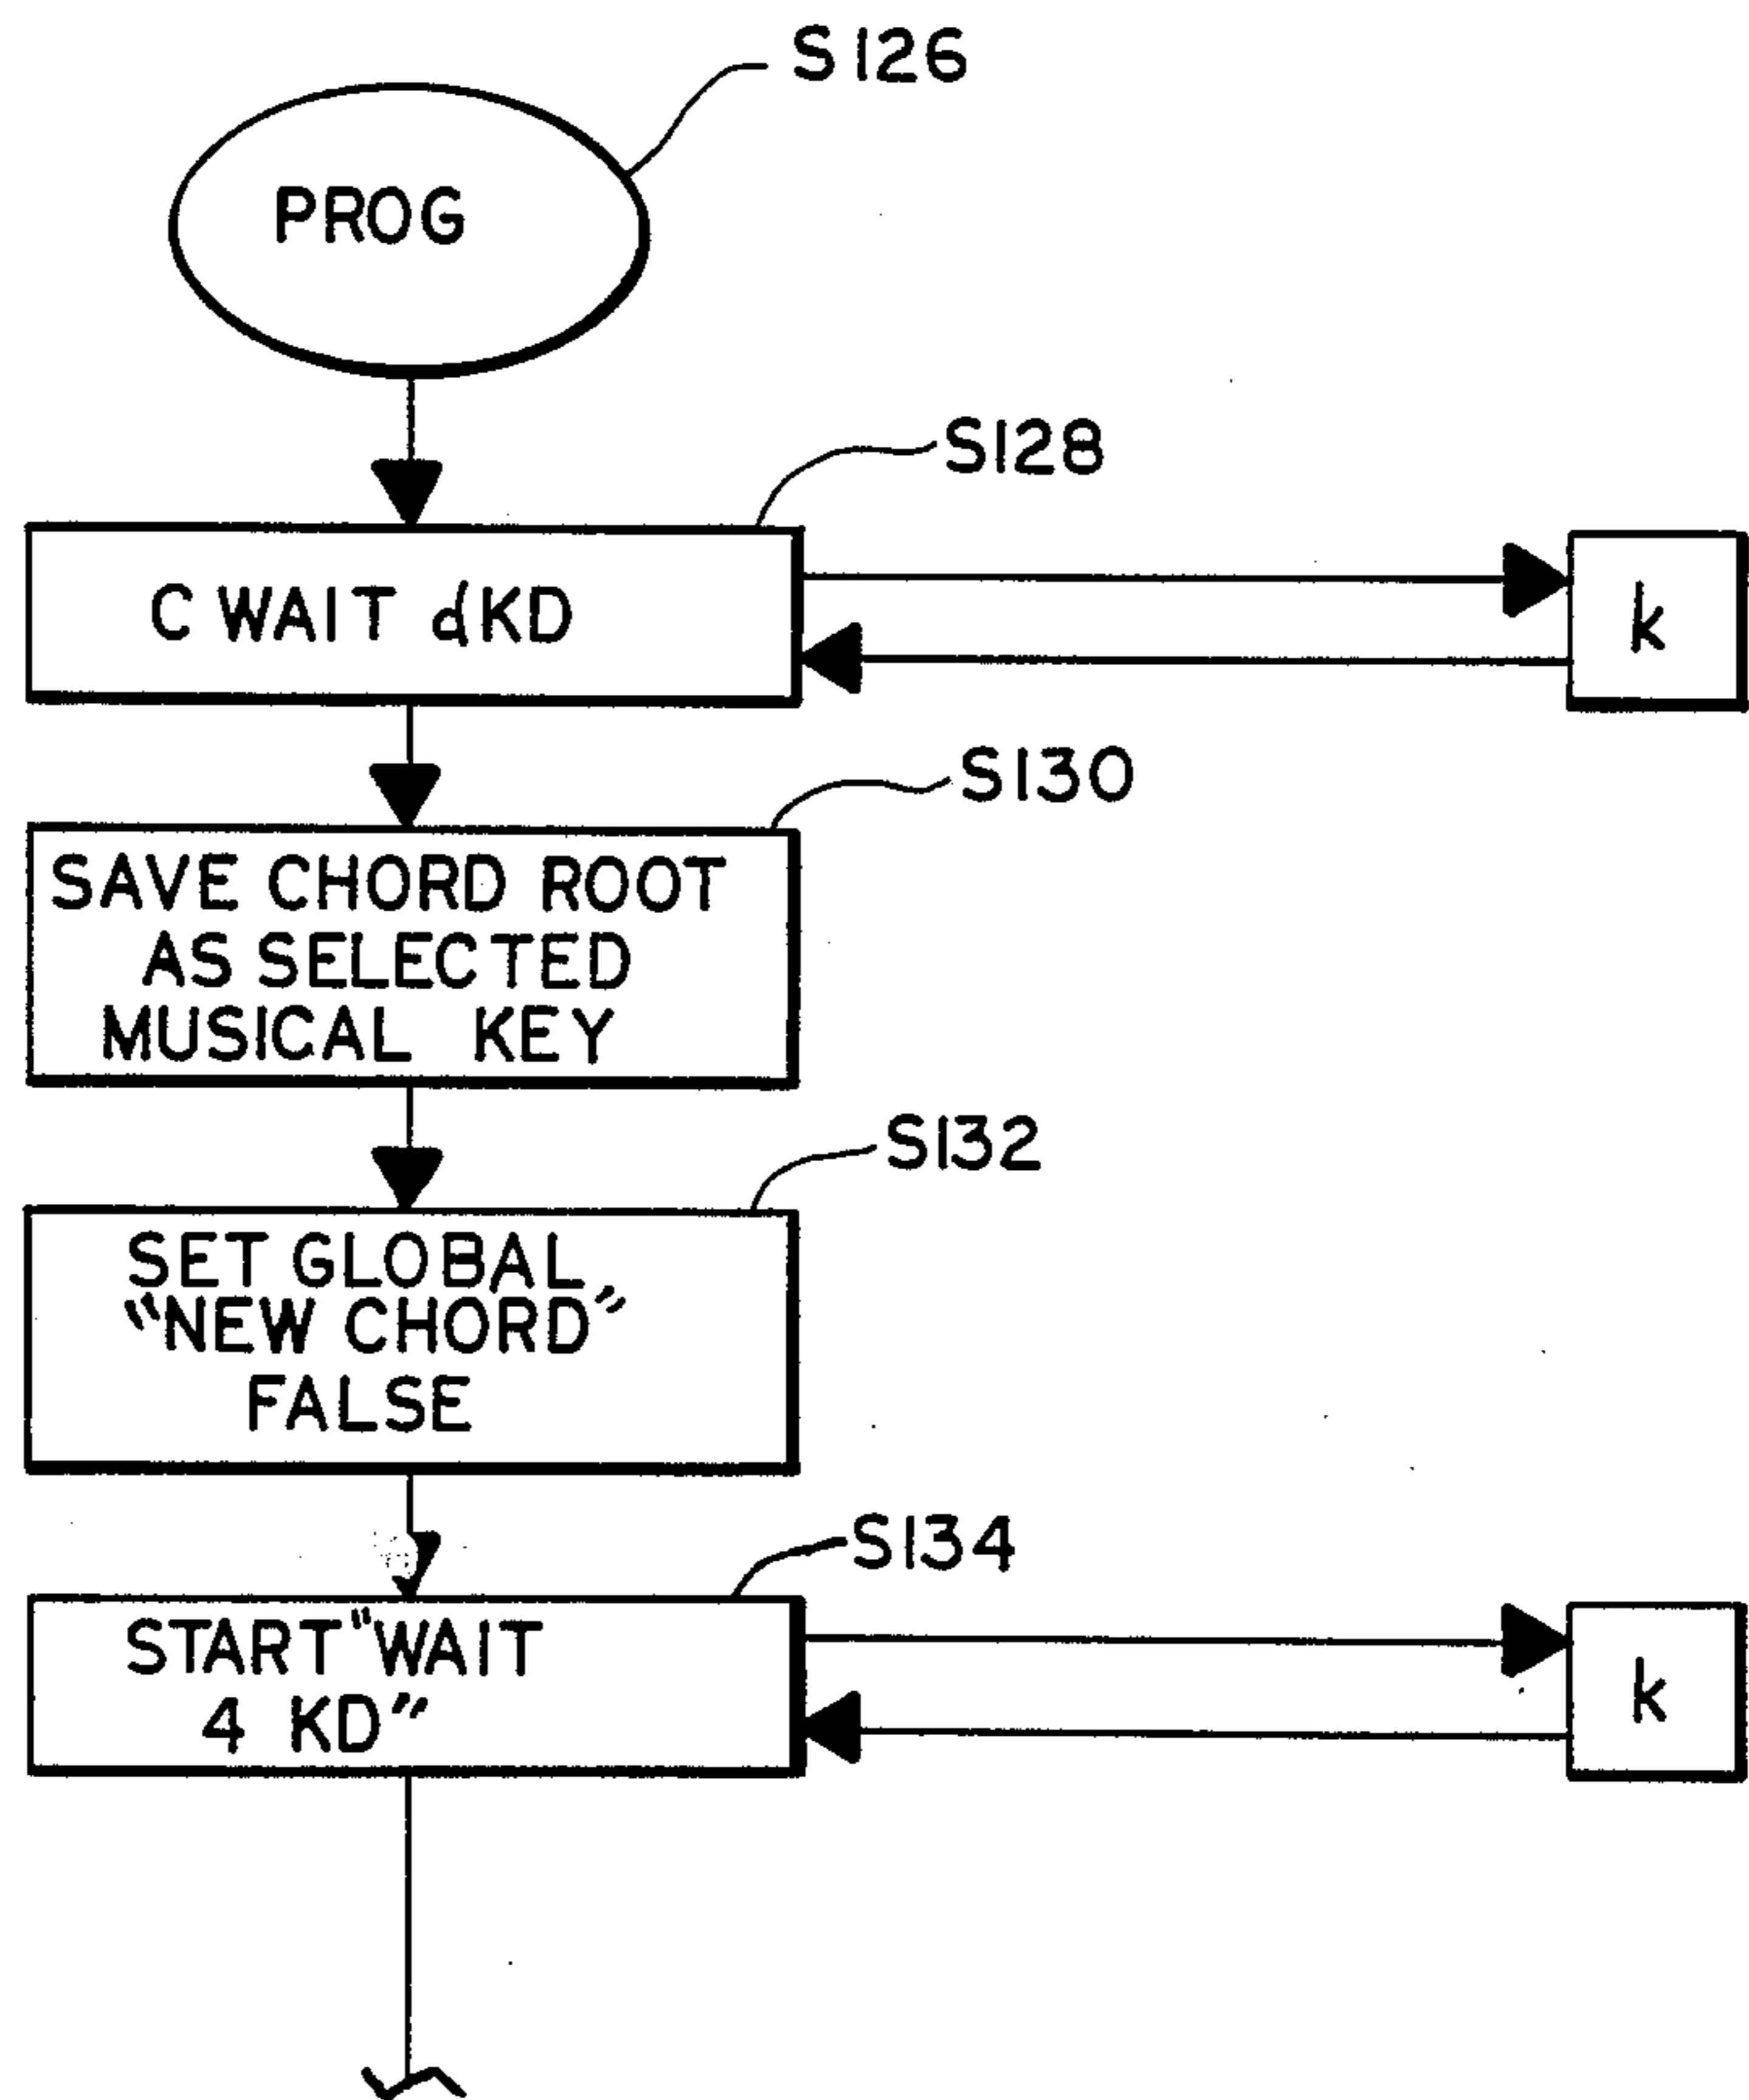 S126
PROG
S128
C WAIT dKD
k
S130
SAVE CHORD ROOT
AS SELECTED
MUSICAL KEY
S132
SET GLOBAL
"NEW CHORD"
FALSE
S134
START "WAIT
4 KD"
k